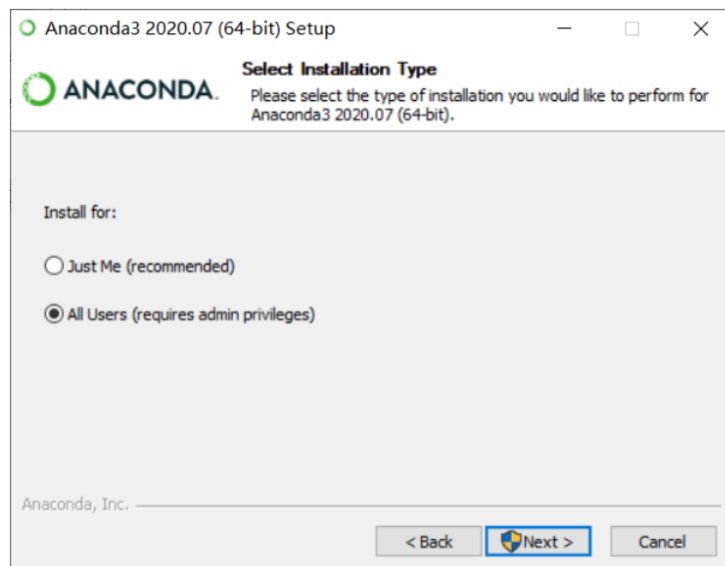 Anaconda3 2020.07 (64-bit) Setup
ANACONDA.
Select Installation Type
Please select the type of installation you would like to perform for
Anaconda3 2020.07 (64-bit).
Install for:
Just Me (recommended)
All Users (requires admin privileges)
Anaconda, Inc.
< Back
Next >
Cancel